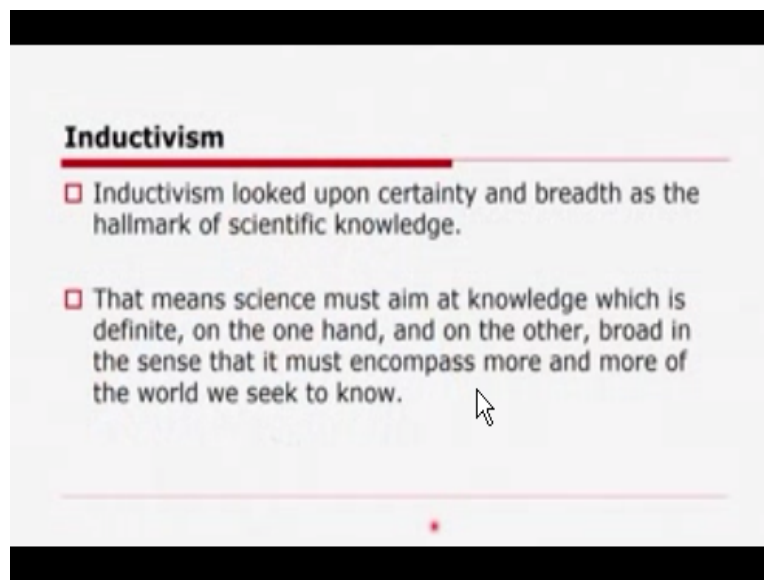 Inductivism
Inductivism looked upon certainty and breadth as the
hallmark of scientific knowledge.
That means science must aim at knowledge which is
definite, on the one hand, and on the other, broad in
the sense that it must encompass more and more of
the world we seek to know.